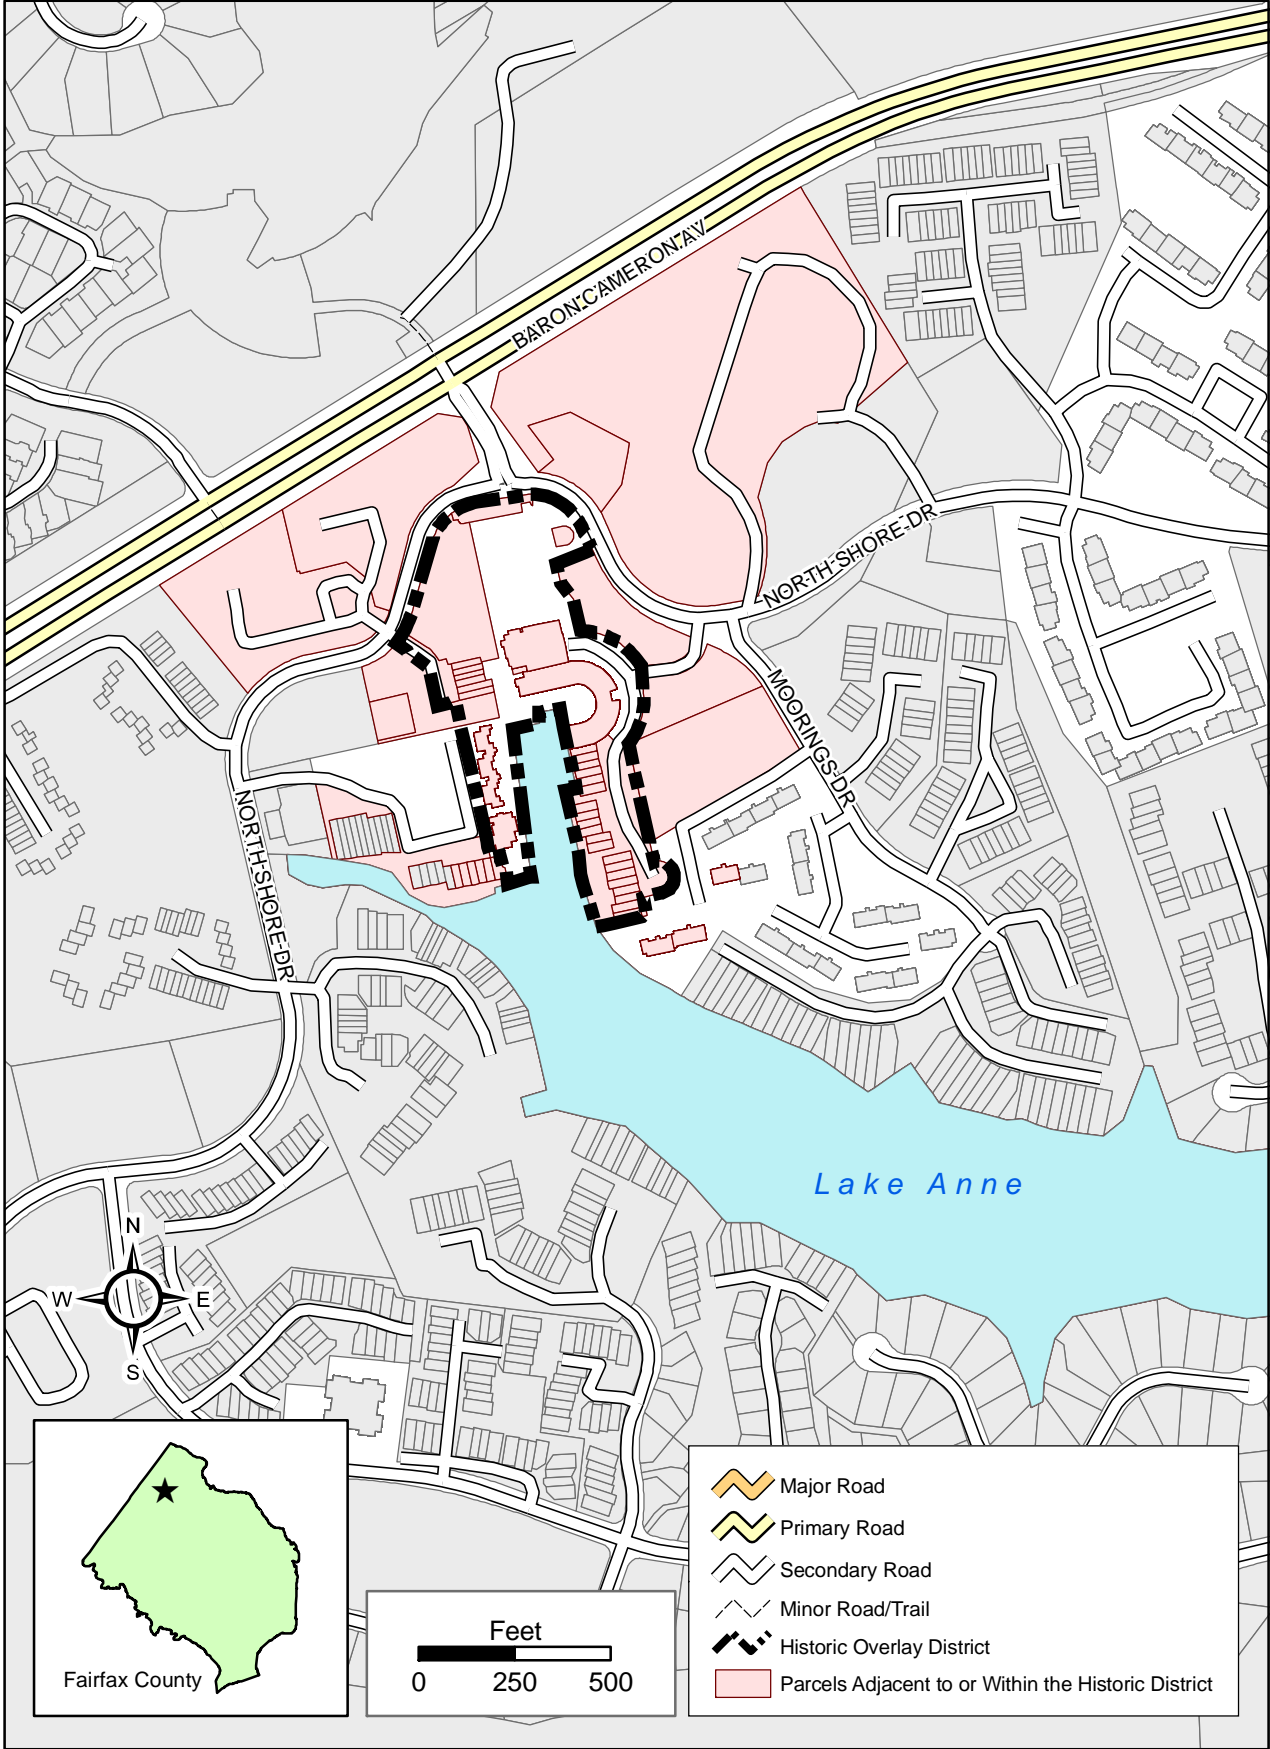 BARON CAMERON AV
NORTH SHORE DR
MOORINGS DR
NORTH SHORE DR
Lake Anne
N
W
E
S
Fairfax County
Feet
0 250 500
Major Road
Primary Road
Secondary Road
Minor Road/Trail
Historic Overlay District
Parcels Adjacent to or Within the Historic District